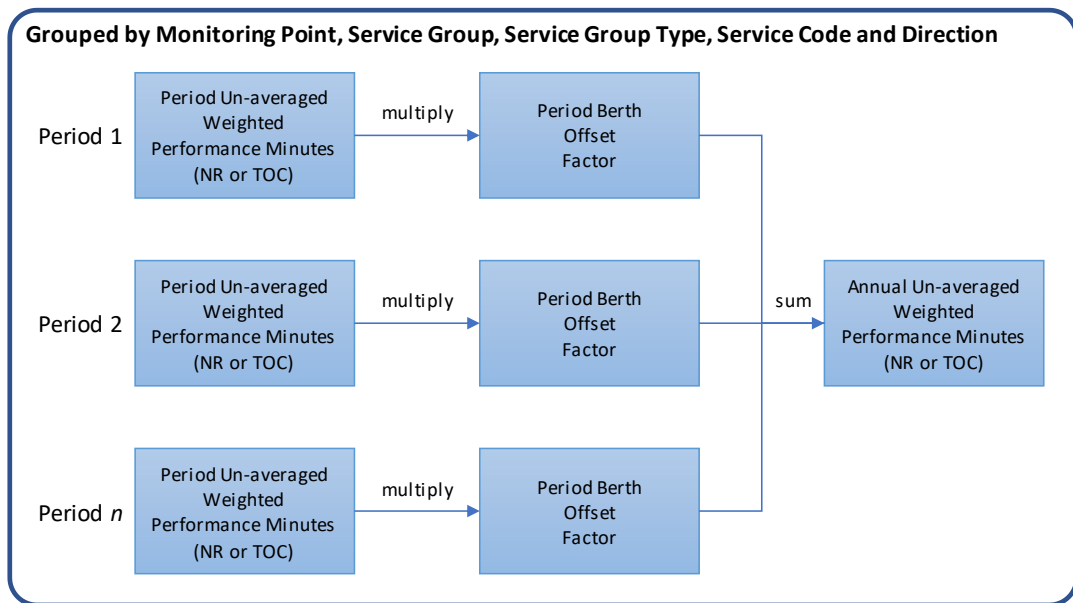 Grouped by Monitoring Point, Service Group, Service Group Type, Service Code and Direction
Period 1
Period Un-averaged
Weighted
Performance Minutes
(NR or TOC)
multiply
Period Berth
Offset
Factor
Period 2
Period Un-averaged
Weighted
Performance Minutes
(NR or TOC)
multiply
Period Berth
Offset
Factor
sum
Annual Un-averaged
Weighted
Performance Minutes
(NR or TOC)
Period n
Period Un-averaged
Weighted
Performance Minutes
(NR or TOC)
multiply
Period Berth
Offset
Factor